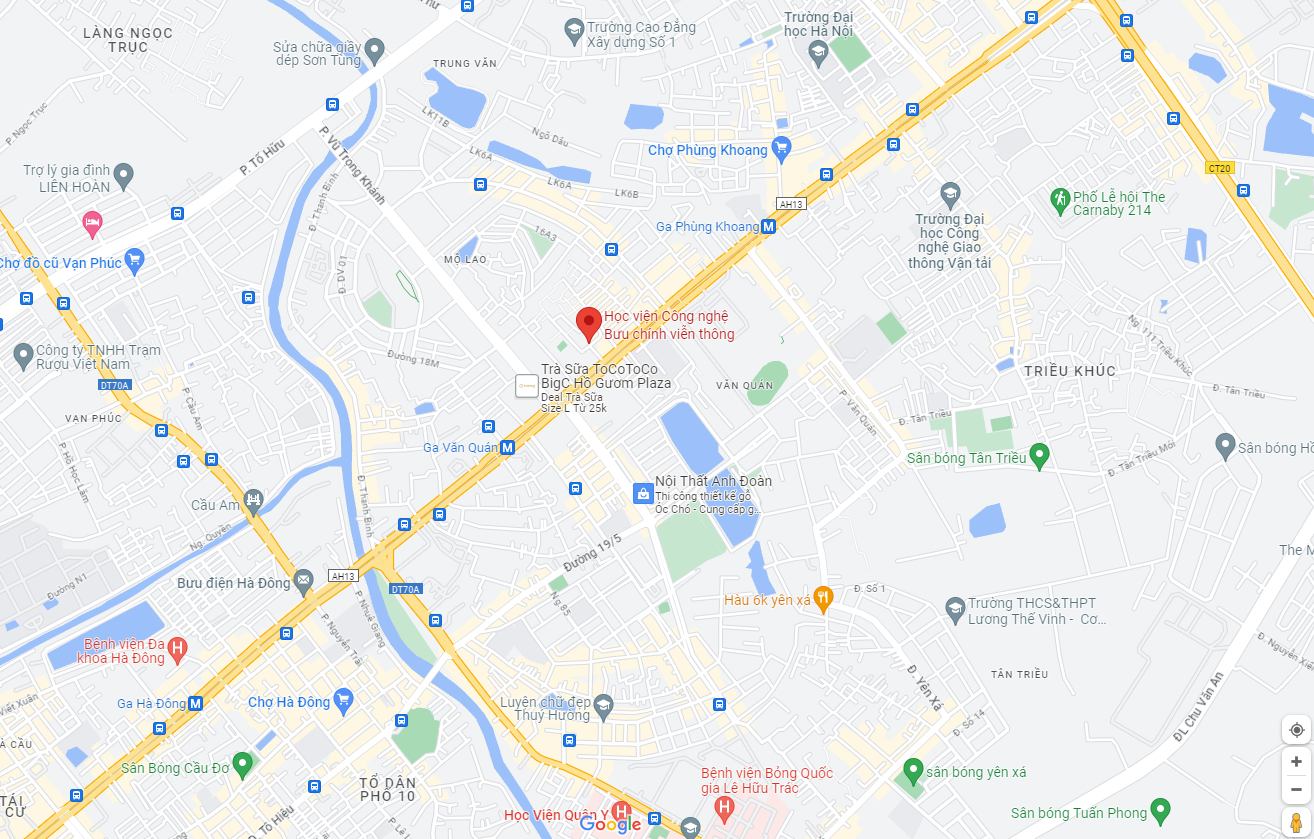 LÀNG NGỌC
TRỤC
Sửa chữa giầy
dép Sơn Tùng
TRUNG VĂN
Trường Cao Đẳng
Xây dựng Số 1
Trường Đại
học Hà Nội
P. Ngọc Trục
P. Tố Hữu
P. Vũ Trọng Khánh
LK11B
Ngõ Dâu
LK6A
LK6A
LK6B
Chợ Phùng Khoang
CT20
Trợ lý gia đình
LIÊN HOÀN
Đ. Thanh Bình
AH13
Phố Lễ hội The
Carnaby 214
Trường Đại
học Công
nghệ Giao
thông Vận tải
Ga Phùng Khoang
16A3
MỘ LAO
Chợ đồ cũ Vạn Phúc
G-DV01
Học viện Công nghệ
Bưu chính viễn thông
Ng. 111 Triều Khúc
Công ty TNHH Trạm
Rượu Việt Nam
Đường 18M
Trà Sữa ToCoToCo
BigC Hồ Gươm Plaza
Deal Trà Sữa
Size L Từ 25k
VĂN QUÁN
TRIỀU KHÚC
DT70A
P. Cầu Am
VẠN PHÚC
P. Văn Quán
Đ. Tân Triều
Đ. Tân Triều
P. Hồ Học Lãm
Ga Văn Quán
Sân bóng Tân Triều
Đ. Tân Triều Mới
Sân bóng Hồ
Nội Thất Anh Đoàn
Thi công thiết kế gỗ
Óc Chó - Cung cấp g...
Cầu Am
P. Ngô Quyền
Đ. Thanh Bình
Đường 19/5
The M
Đường N1
Bưu điện Hà Đông
AH13
DT70A
Đ. Số 1
Ng 85
Hàu 6k yên xá
Trường THCS&THPT
Lương Thế Vinh - Cơ...
P. Nhuệ Giang
P. Nguyễn Trãi
Bệnh viện Đa
khoa Hà Đông
Đ. Nguyễn Xiển
TÂN TRIỀU
Đ. Yên Xá
ĐL Chu Văn An
Viết Xuân
Ga Hà Đông
Chợ Hà Đông
Luyện chữ đẹp
Thuỷ Hương
Đ. Số 14
À CẦU
Sân Bóng Cầu Đơ
TỔ DÂN
PHỐ 10
Bệnh viện Bỏng Quốc
gia Lê Hữu Trác
sân bóng yên xá
TÁI
CƯ
P. Tô Hiệu
P. Lê L
Học Viện Quân Y
Google
Sân bóng Tuấn Phong